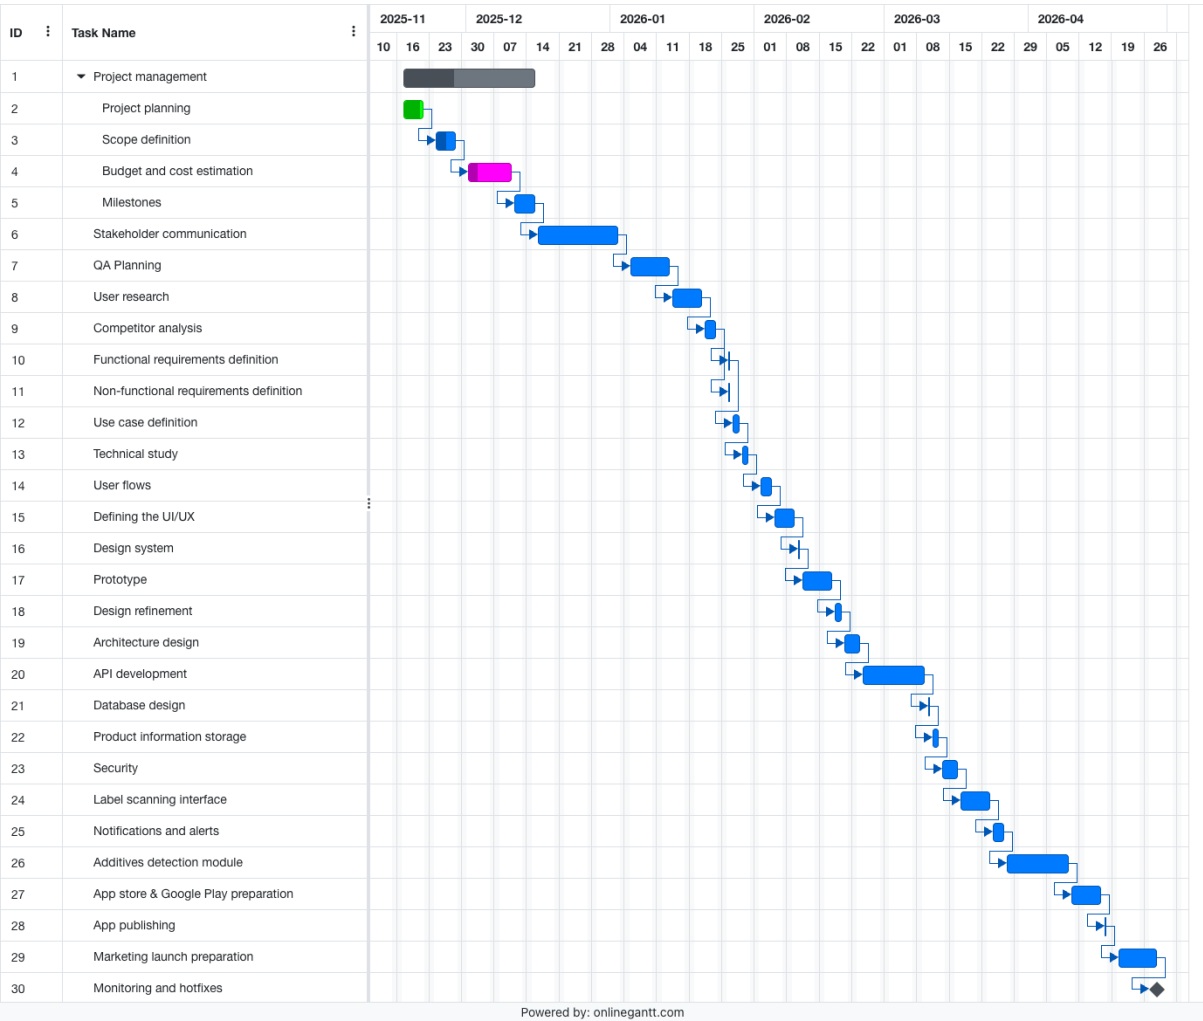 2025-11 2025-12 2026-01 2026-02 2026-03 2026-04
ID Task Name
10 16 23 30 07 14 21 28 04 11 18 25 01 08 15 22 01 08 15 22 29 05 12 19 26
1 Project management
2 Project planning
3 Scope definition
4 Budget and cost estimation
5 Milestones
6 Stakeholder communication
7 QA Planning
8 User research
9 Competitor analysis
10 Functional requirements definition
11 Non-functional requirements definition
12 Use case definition
13 Technical study
14 User flows
15 Defining the UI/UX
16 Design system
17 Prototype
18 Design refinement
19 Architecture design
20 API development
21 Database design
22 Product information storage
23 Security
24 Label scanning interface
25 Notifications and alerts
26 Additives detection module
27 App store & Google Play preparation
28 App publishing
29 Marketing launch preparation
30 Monitoring and hotfixes
Powered by: onlinegantt.com